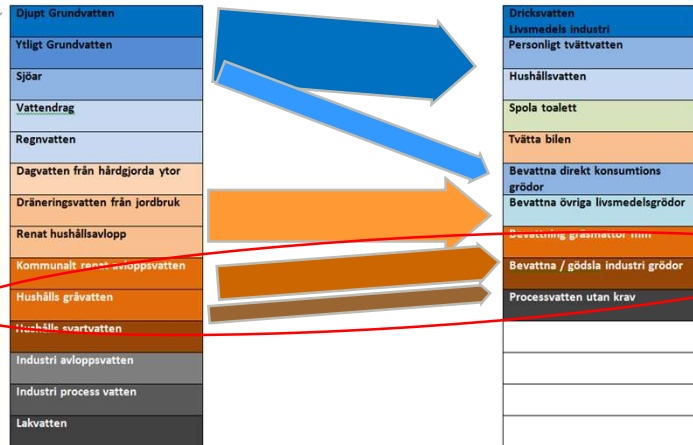 Djupt Grundvatten
Ytligt Grundvatten
Sjöar
Vattendrag
Regnvatten
Dagvatten från hårdgjorda ytor
Dräneringsvatten från jordbruk
Renat hushållsavlopp
Kommunalt renat avloppsvatten
Hushålls gråvatten
Hushålls svartvatten
Industri avloppsvatten
Industri process vatten
Lakvatten
Dricksvatten
Livsmedels industri
Personligt tvättvatten
Hushållsvatten
Spola toalett
Tvätta bilen
Bevattna direkt konsumtions
grödor
Bevattna övriga livsmedelsgrödor
Bevattning gräsmattor mm
Bevattna / gödsla industri grödor
Processvatten utan krav